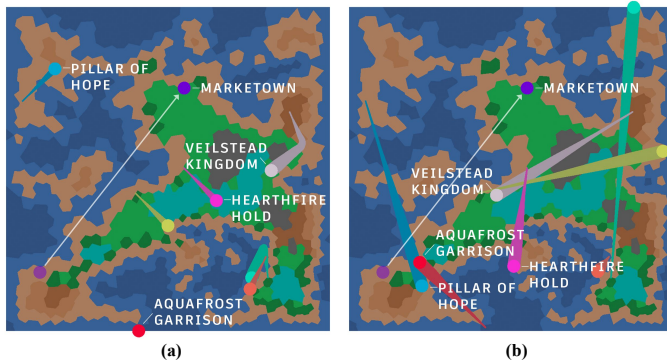 PILLAR OF
HOPE
MARKETOWN
VEILSTEAD
KINGDOM
HEARTHFIRE
HOLD
AQUAFROST
GARRISON
(a)
MARKETOWN
VEILSTEAD
KINGDOM
AQUAFROST
GARRISON
HEARTHFIRE
HOLD
PILLAR OF
HOPE
(b)